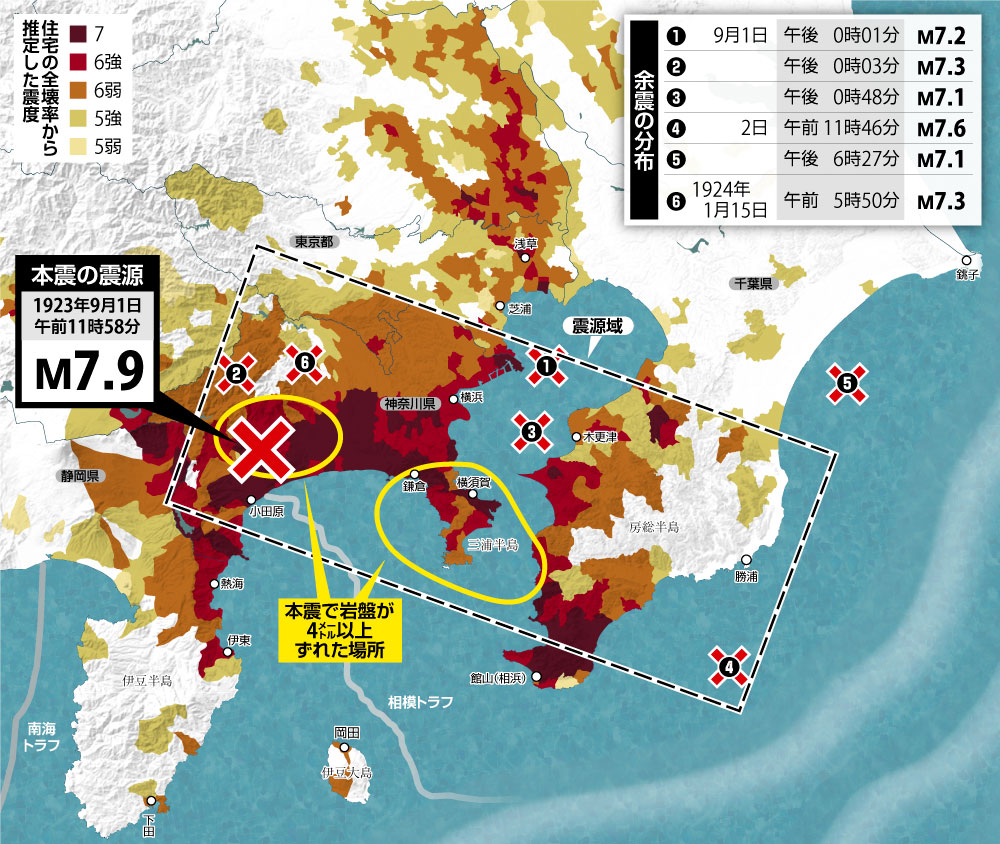 住宅の全壊率から
推定した震度
7
6強
6弱
5強
5弱
余震の分布
❶ 9月1日 午後 0時01分 M7.2
❷ 午後 0時03分 M7.3
❸ 午後 0時48分 M7.1
❹ 2日 午前 11時46分 M7.6
❺ 午後 6時27分 M7.1
❻ 1924年
1月15日 午前 5時50分 M7.3
本震の震源
1923年9月1日
午前11時58分
M7.9
東京都
浅草
千葉県
銚子
芝浦
震源域
❷
❻
❶
❺
神奈川県
横浜
❸
木更津
静岡県
鎌倉
横須賀
小田原
三浦半島
房総半島
勝浦
熱海
本震で岩盤が
4メートル以上
ずれた場所
伊東
❹
館山(相浜)
伊豆半島
相模トラフ
南海
トラフ
岡田
伊豆大島
下田